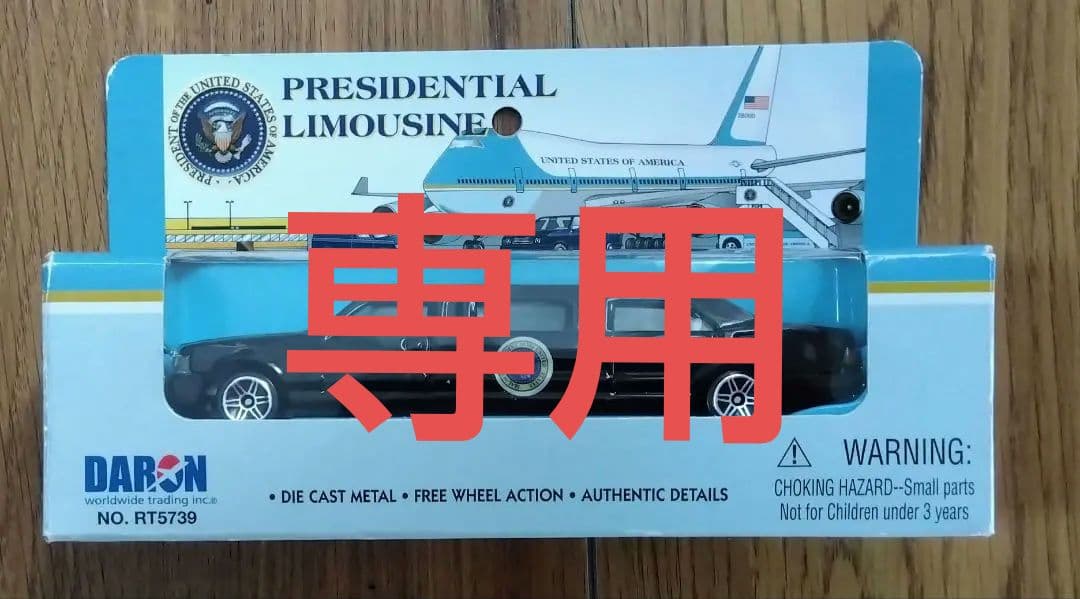 PRESIDENTIAL
LIMOUSINE
PRESIDENT OF THE UNITED STATES OF AMERICA
28000
UNITED STATES OF AMERICA
専用
DARON
worldwide trading inc.®
NO. RT5739
• DIE CAST METAL • FREE WHEEL ACTION • AUTHENTIC DETAILS
WARNING:
CHOKING HAZARD--Small parts
Not for Children under 3 years